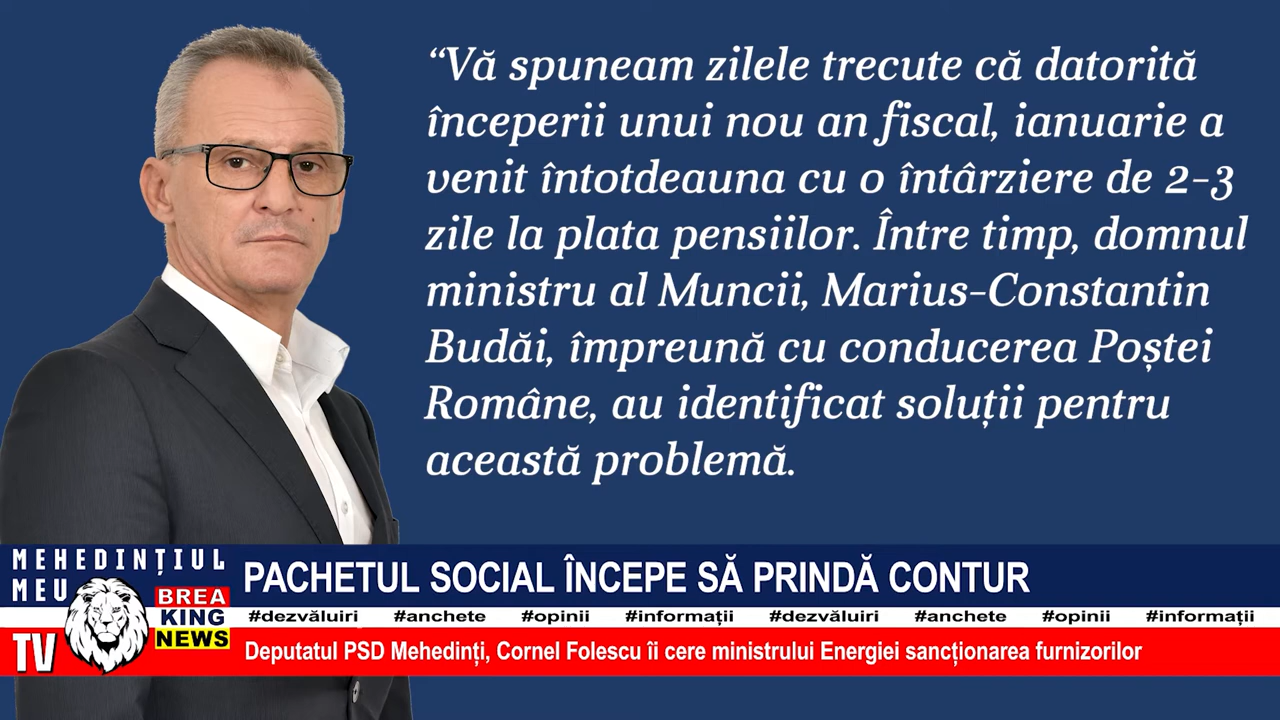 “Vă spuneam zilele trecute că datorită
începerii unui nou an fiscal, ianuarie a
venit întotdeauna cu o întârziere de 2-3
zile la plata pensiilor. Între timp, domnul
ministru al Muncii, Marius-Constantin
Budăi, împreună cu conducerea Poștei
Române, au identificat soluții pentru
această problemă.
MEHEDINȚIUL
MEU
TV
BREA
KING
NEWS
PACHETUL SOCIAL ÎNCEPE SĂ PRINDĂ CONTUR
#dezvăluiri #anchete #opinii #informații #dezvăluiri #anchete #opinii #informații
Deputatul PSD Mehedinți, Cornel Folescu îi cere ministrului Energiei sancționarea furnizorilor